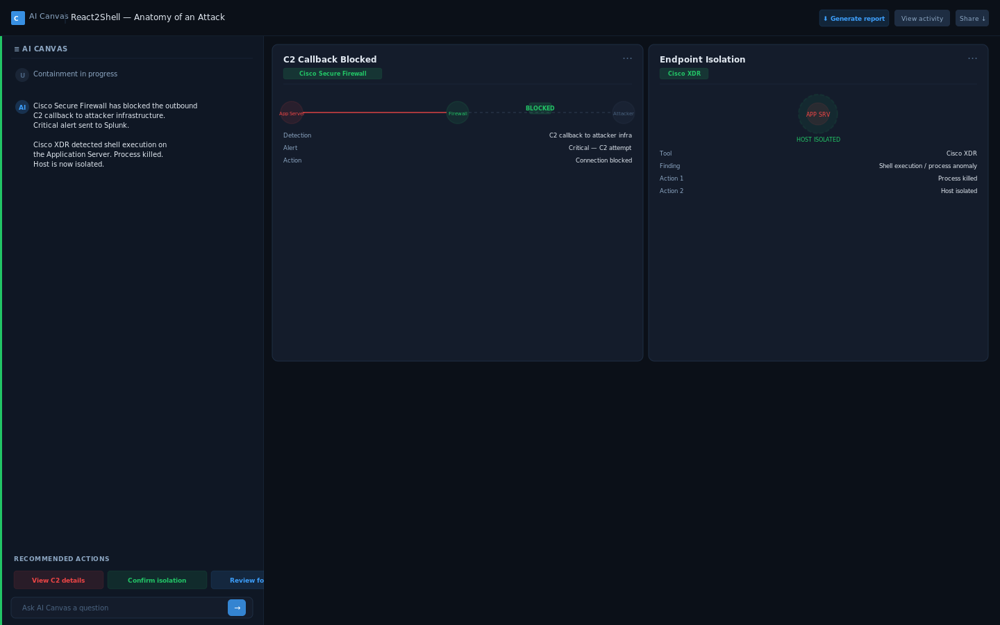 C AI Canvas React2Shell — Anatomy of an Attack
⬇ Generate report
View activity
Share ↓
≡ AI CANVAS
U Containment in progress
AI Cisco Secure Firewall has blocked the outbound
C2 callback to attacker infrastructure.
Critical alert sent to Splunk.
Cisco XDR detected shell execution on
the Application Server. Process killed.
Host is now isolated.
RECOMMENDED ACTIONS
View C2 details
Confirm isolation
Review fo
Ask AI Canvas a question →
C2 Callback Blocked ...
Cisco Secure Firewall
App Server Firewall BLOCKED Attacker
Detection C2 callback to attacker infra
Alert Critical — C2 attempt
Action Connection blocked
Endpoint Isolation ...
Cisco XDR
APP SRV
HOST ISOLATED
Tool Cisco XDR
Finding Shell execution / process anomaly
Action 1 Process killed
Action 2 Host isolated